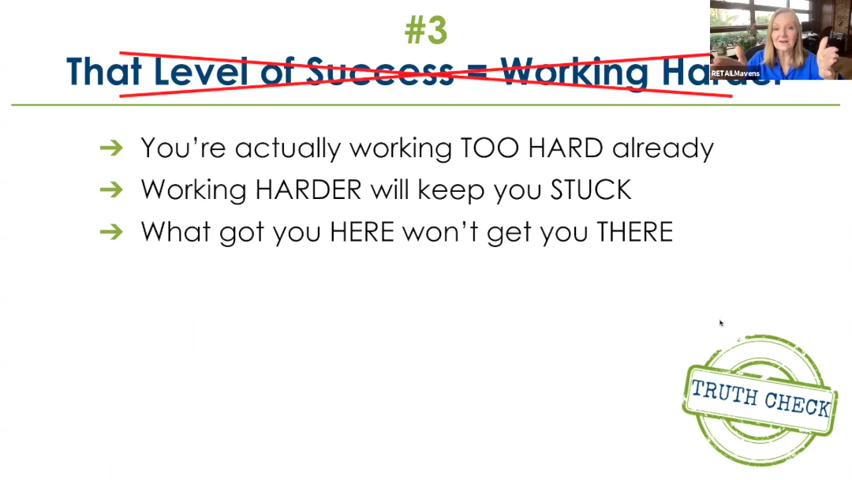 #3
That Level of Success = Working Harder
RETAILMavens
➔ You're actually working TOO HARD already
➔ Working HARDER will keep you STUCK
➔ What got you HERE won't get you THERE
TRUTH CHECK